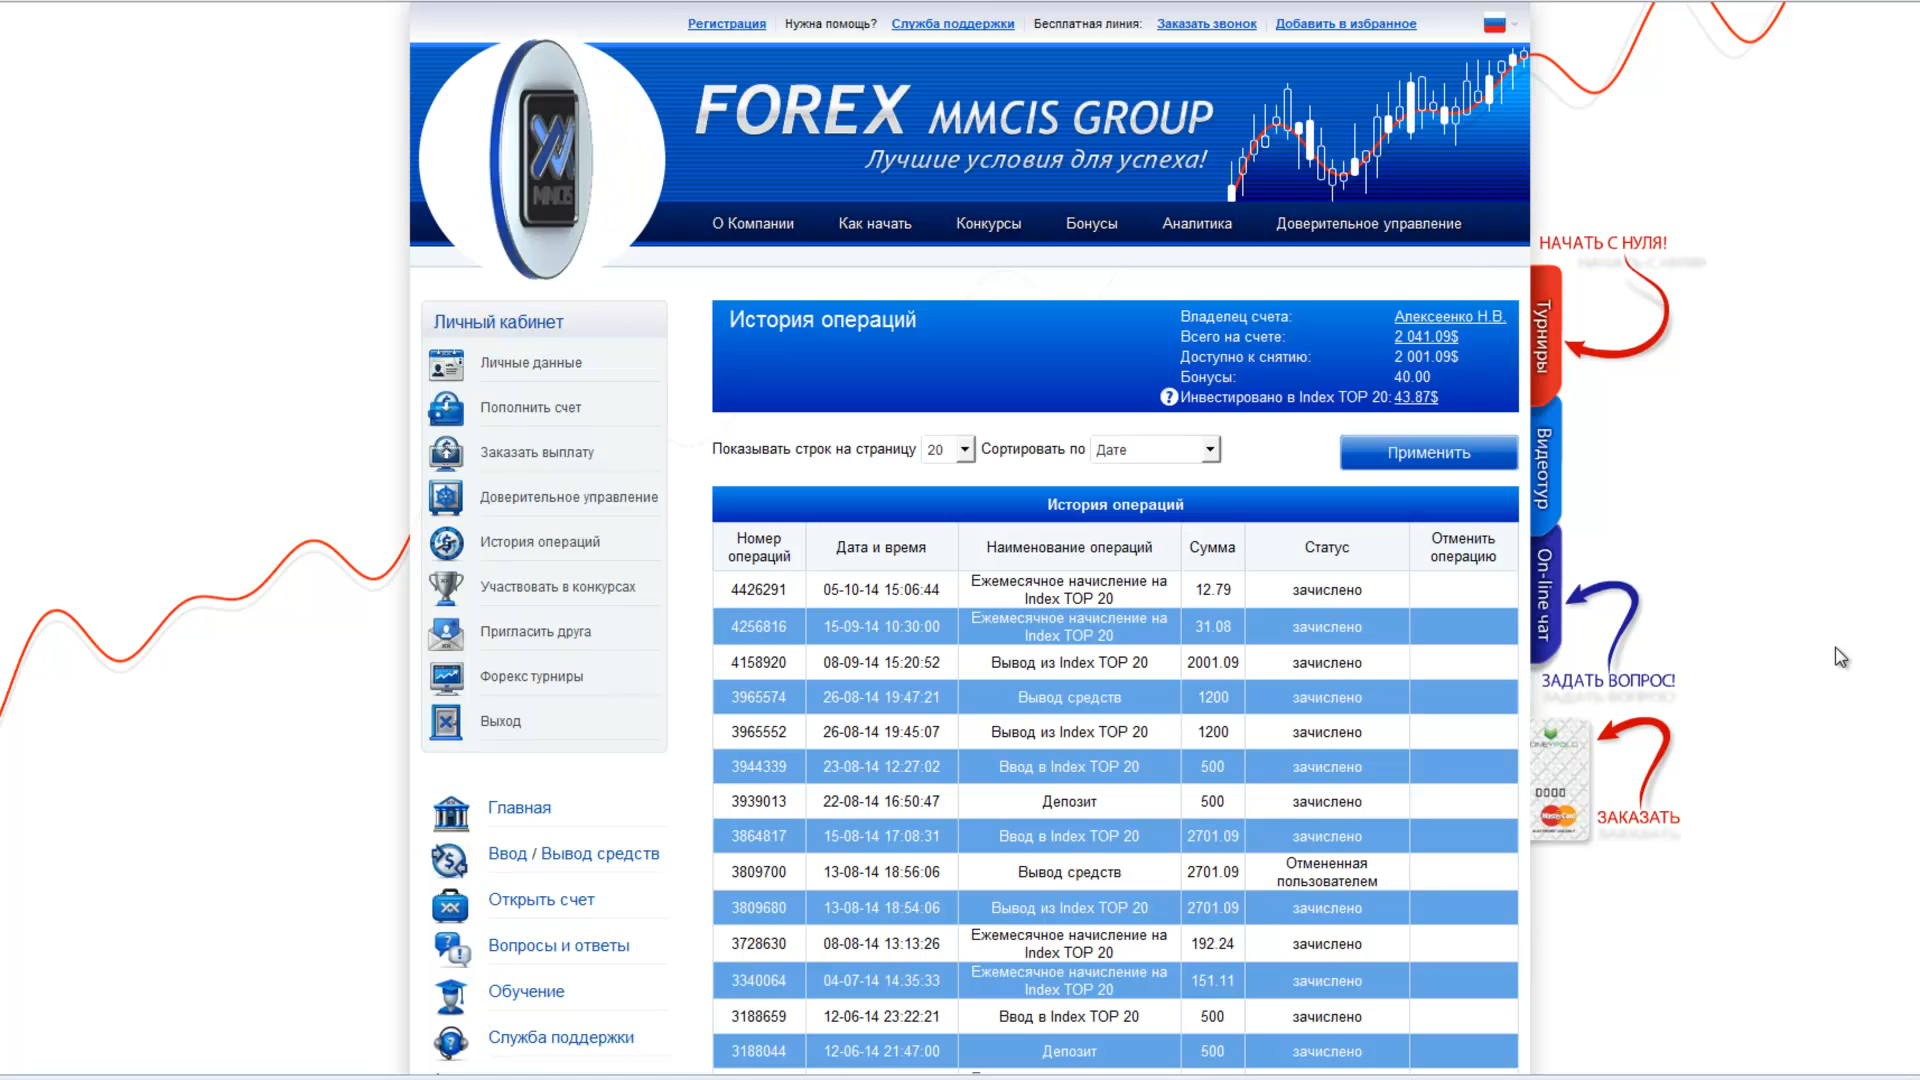 Регистрация Нужна помощь? Служба поддержки Бесплатная линия: Заказать звонок Добавить в избранное
MMCIS
FOREX MMCIS GROUP
Лучшие условия для успеха!
О Компании Как начать Конкурсы Бонусы Аналитика Доверительное управление
НАЧАТЬ С НУЛЯ!
Турниры
Видеотур
On-line чат
ЗАДАТЬ ВОПРОС!
0000
MasterCard
ЗАКАЗАТЬ
Личный кабинет
Личные данные
Пополнить счет
Заказать выплату
Доверительное управление
История операций
Участвовать в конкурсах
Пригласить друга
Форекс турниры
Выход
Главная
Ввод / Вывод средств
Открыть счет
Вопросы и ответы
Обучение
Служба поддержки
История операций
Владелец счета: Алексеенко Н.В.
Всего на счете: 2 041.09$
Доступно к снятию: 2 001.09$
Бонусы: 40.00
Инвестировано в Index TOP 20: 43.87$
Показывать строк на страницу 20 Сортировать по Дате Применить
История операций
Номер операций Дата и время Наименование операций Сумма Статус Отменить операцию
4426291 05-10-14 15:06:44 Ежемесячное начисление на Index TOP 20 12.79 зачислено
4256816 15-09-14 10:30:00 Ежемесячное начисление на Index TOP 20 31.08 зачислено
4158920 08-09-14 15:20:52 Вывод из Index TOP 20 2001.09 зачислено
3965574 26-08-14 19:47:21 Вывод средств 1200 зачислено
3965552 26-08-14 19:45:07 Вывод из Index TOP 20 1200 зачислено
3944339 23-08-14 12:27:02 Ввод в Index TOP 20 500 зачислено
3939013 22-08-14 16:50:47 Депозит 500 зачислено
3864817 15-08-14 17:08:31 Ввод в Index TOP 20 2701.09 зачислено
3809700 13-08-14 18:56:06 Вывод средств 2701.09 Отмененная пользователем
3809680 13-08-14 18:54:06 Вывод из Index TOP 20 2701.09 зачислено
3728630 08-08-14 13:13:26 Ежемесячное начисление на Index TOP 20 192.24 зачислено
3340064 04-07-14 14:35:33 Ежемесячное начисление на Index TOP 20 151.11 зачислено
3188659 12-06-14 23:22:21 Ввод в Index TOP 20 500 зачислено
3188044 12-06-14 21:47:00 Депозит 500 зачислено